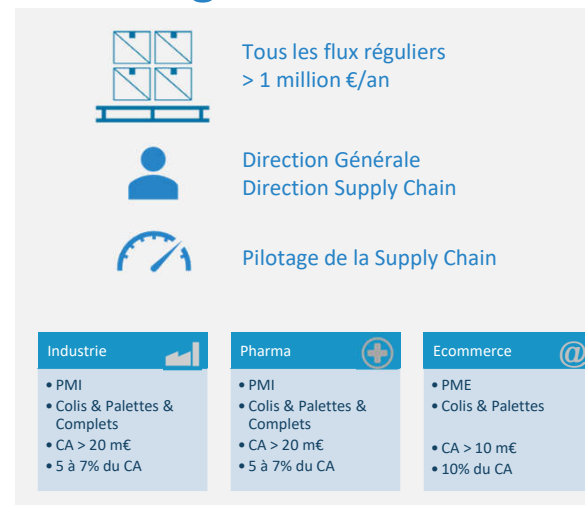 Tous les flux réguliers
> 1 million €/an
Direction Générale
Direction Supply Chain
Pilotage de la Supply Chain
Industrie
• PMI
• Colis & Palettes &
Complets
• CA > 20 m€
• 5 à 7% du CA
Pharma
• PMI
• Colis & Palettes &
Complets
• CA > 20 m€
• 5 à 7% du CA
Ecommerce @
• PME
• Colis & Palettes
• CA > 10 m€
• 10% du CA